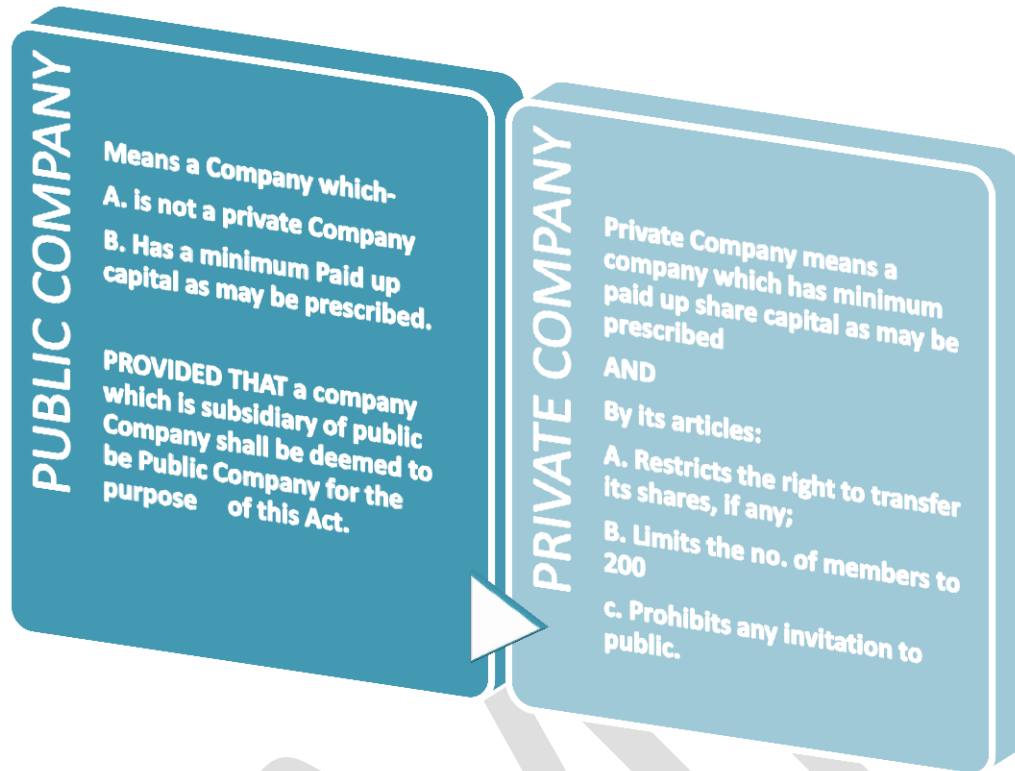 PUBLIC COMPANY
Means a Company which-
A. is not a private Company
B. Has a minimum Paid up
capital as may be prescribed.
PROVIDED THAT a company
which is subsidiary of public
Company shall be deemed to
be Public Company for the
purpose of this Act.
PRIVATE COMPANY
Private Company means a
company which has minimum
paid up share capital as may be
prescribed
AND
By its articles:
A. Restricts the right to transfer
its shares, if any;
B. Limits the no. of members to
200
c. Prohibits any invitation to
public.